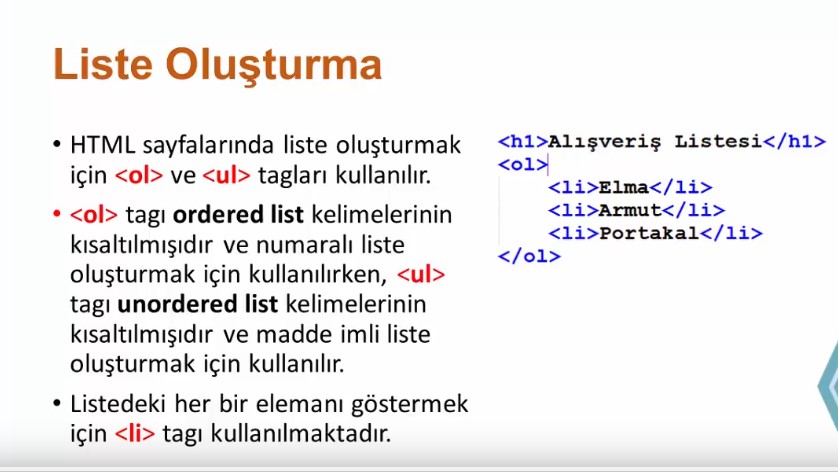 Liste Oluşturma
• HTML sayfalarında liste oluşturmak
için <ol> ve <ul> tagları kullanılır.
• <ol> tagı ordered list kelimelerinin
kısaltılmışıdır ve numaralı liste
oluşturmak için kullanılırken, <ul>
tagı unordered list kelimelerinin
kısaltılmışıdır ve madde imli liste
oluşturmak için kullanılır.
• Listedeki her bir elemanı göstermek
için <li> tagı kullanılmaktadır.
<h1>Alışveriş Listesi</h1>
<ol>
<li>Elma</li>
<li>Armut</li>
<li>Portakal</li>
</ol>